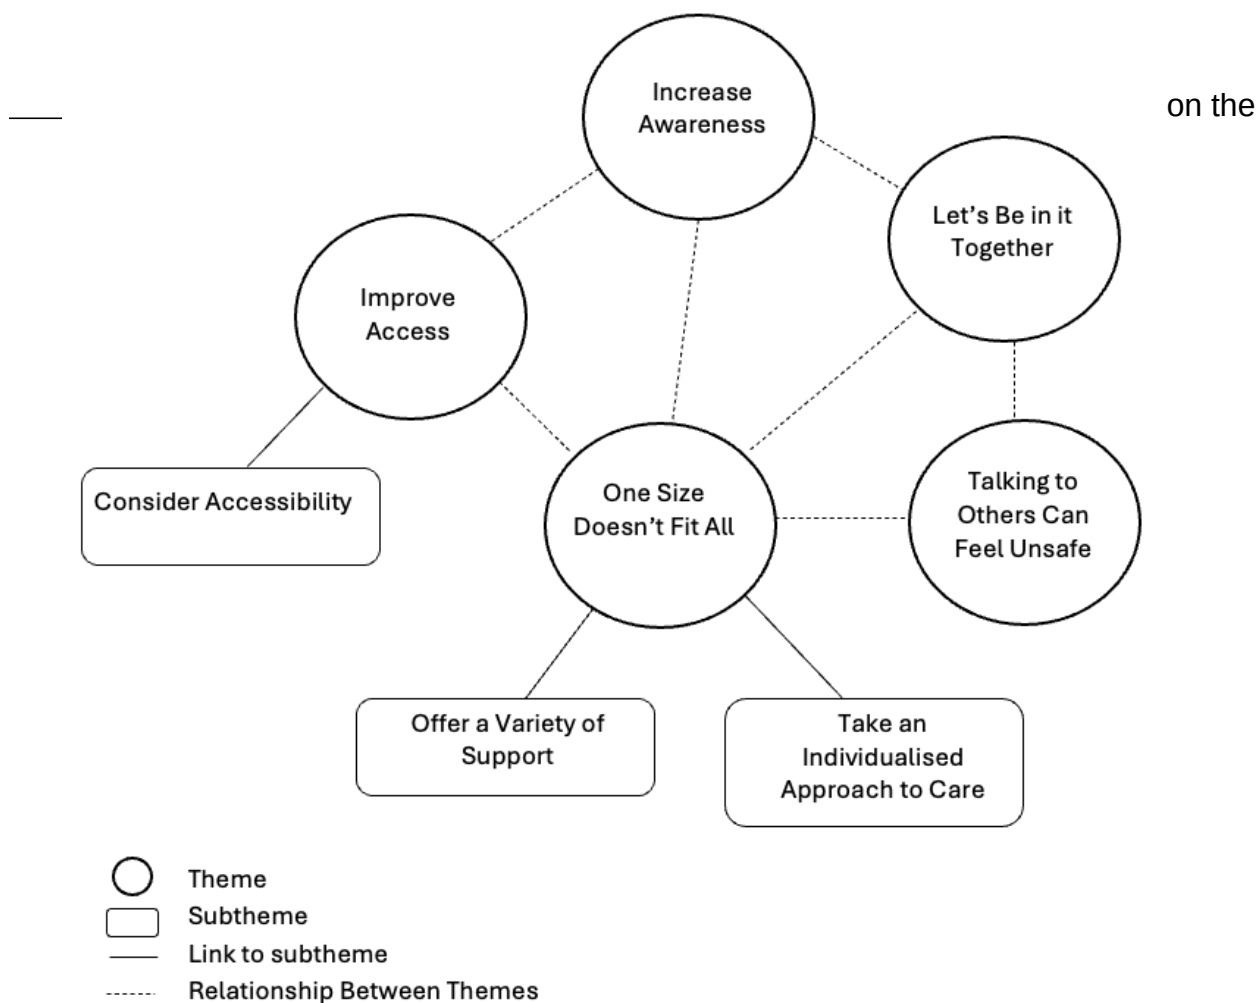 Increase
Awareness
on the
Let's Be in it
Together
Improve
Access
Talking to
Others Can
Feel Unsafe
One Size
Doesn't Fit All
Consider Accessibility
Offer a Variety of
Support
Take an
Individualised
Approach to Care
Theme
Subtheme
Link to subtheme
Relationship Between Themes